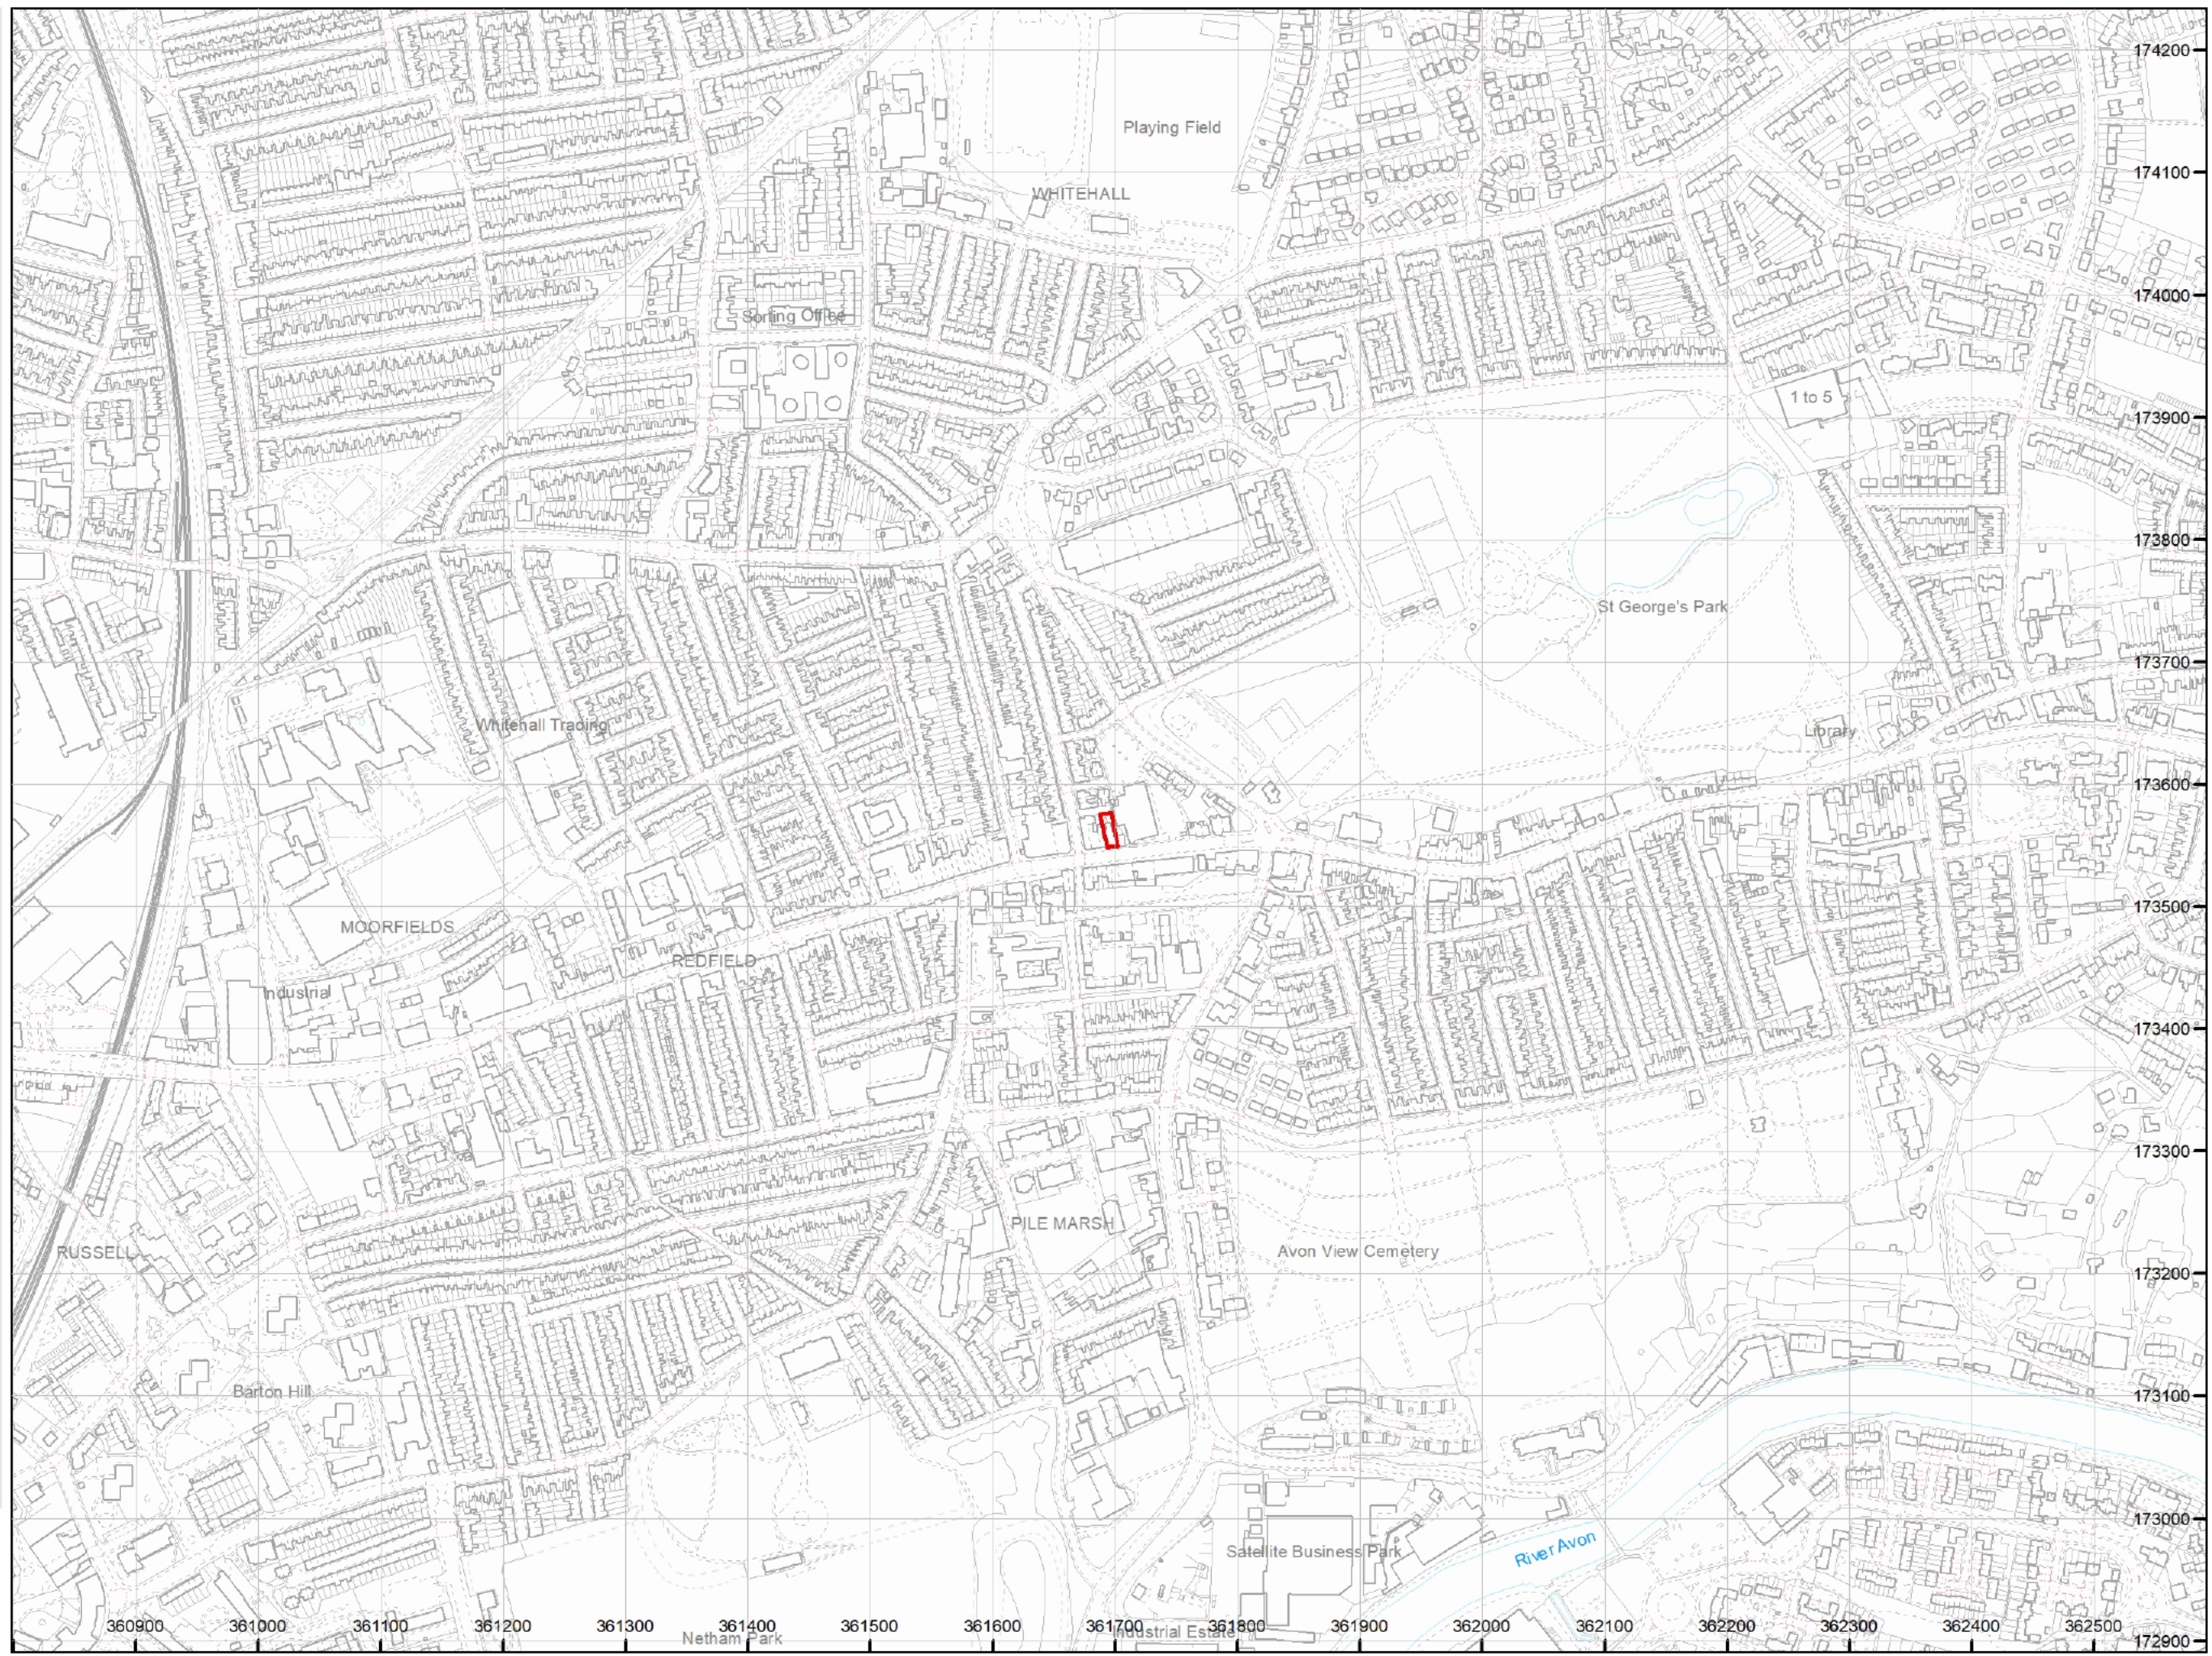 174200
Playing Field
174100
WHITEHALL
174000
Sorting Office
1 to 5
173900
173800
St George's Park
173700
Whitehall Trading
Library
173600
173500
MOORFIELDS
REDFIELD
Industrial
173400
173300
PILE MARSH
RUSSELL
Avon View Cemetery
173200
Barton Hill
173100
173000
River Avon
Satellite Business Park
360900 361000 361100 361200 361300 361400 361500 361600 361700 361800 361900 362000 362100 362200 362300 362400 362500
Netham Park
Industrial Estate
172900